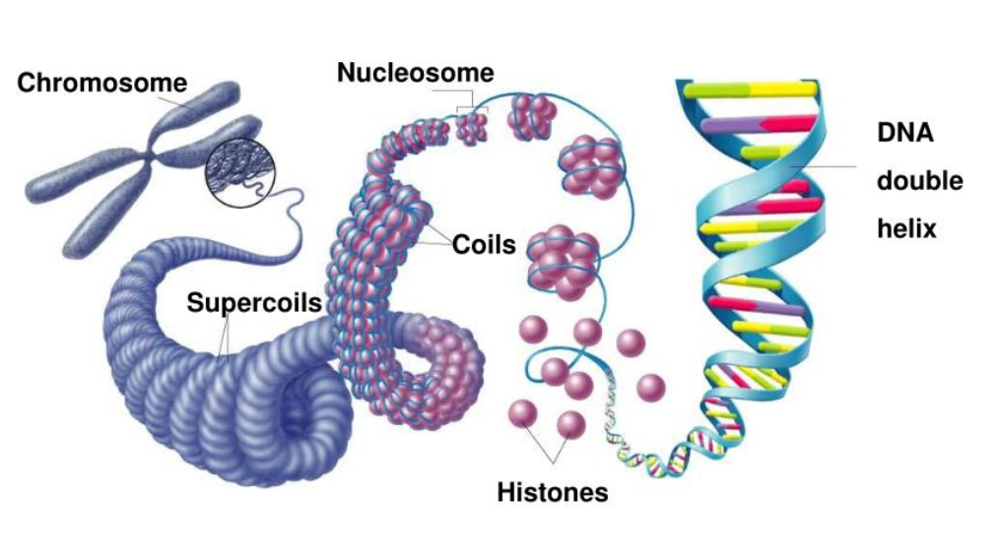 Chromosome
Nucleosome
DNA
double
helix
Coils
Supercoils
Histones